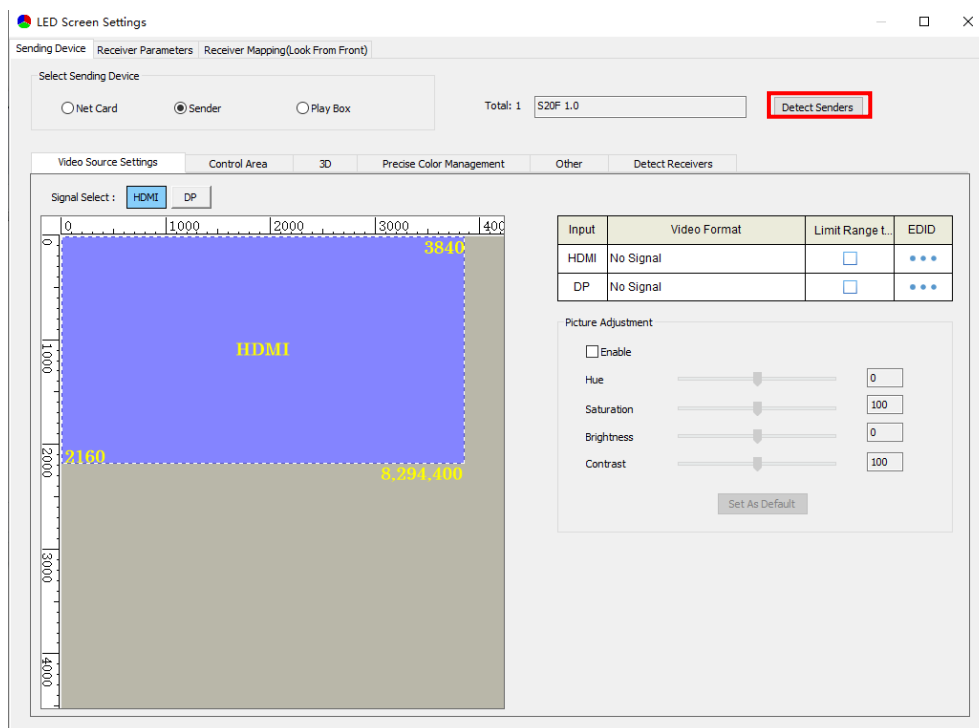 LED Screen Settings
Sending Device Receiver Parameters Receiver Mapping(Look From Front)
Select Sending Device
Net Card Sender Play Box
Total: 1 S20F 1.0 Detect Senders
Video Source Settings Control Area 3D Precise Color Management Other Detect Receivers
Signal Select : HDMI DP
0 1000 2000 3000 400
0
1000
2000
3000
4000
3840
HDMI
2160
8,294,400
Input Video Format Limit Range t... EDID
HDMI No Signal
DP No Signal
Picture Adjustment
Enable
Hue 0
Saturation 100
Brightness 0
Contrast 100
Set As Default